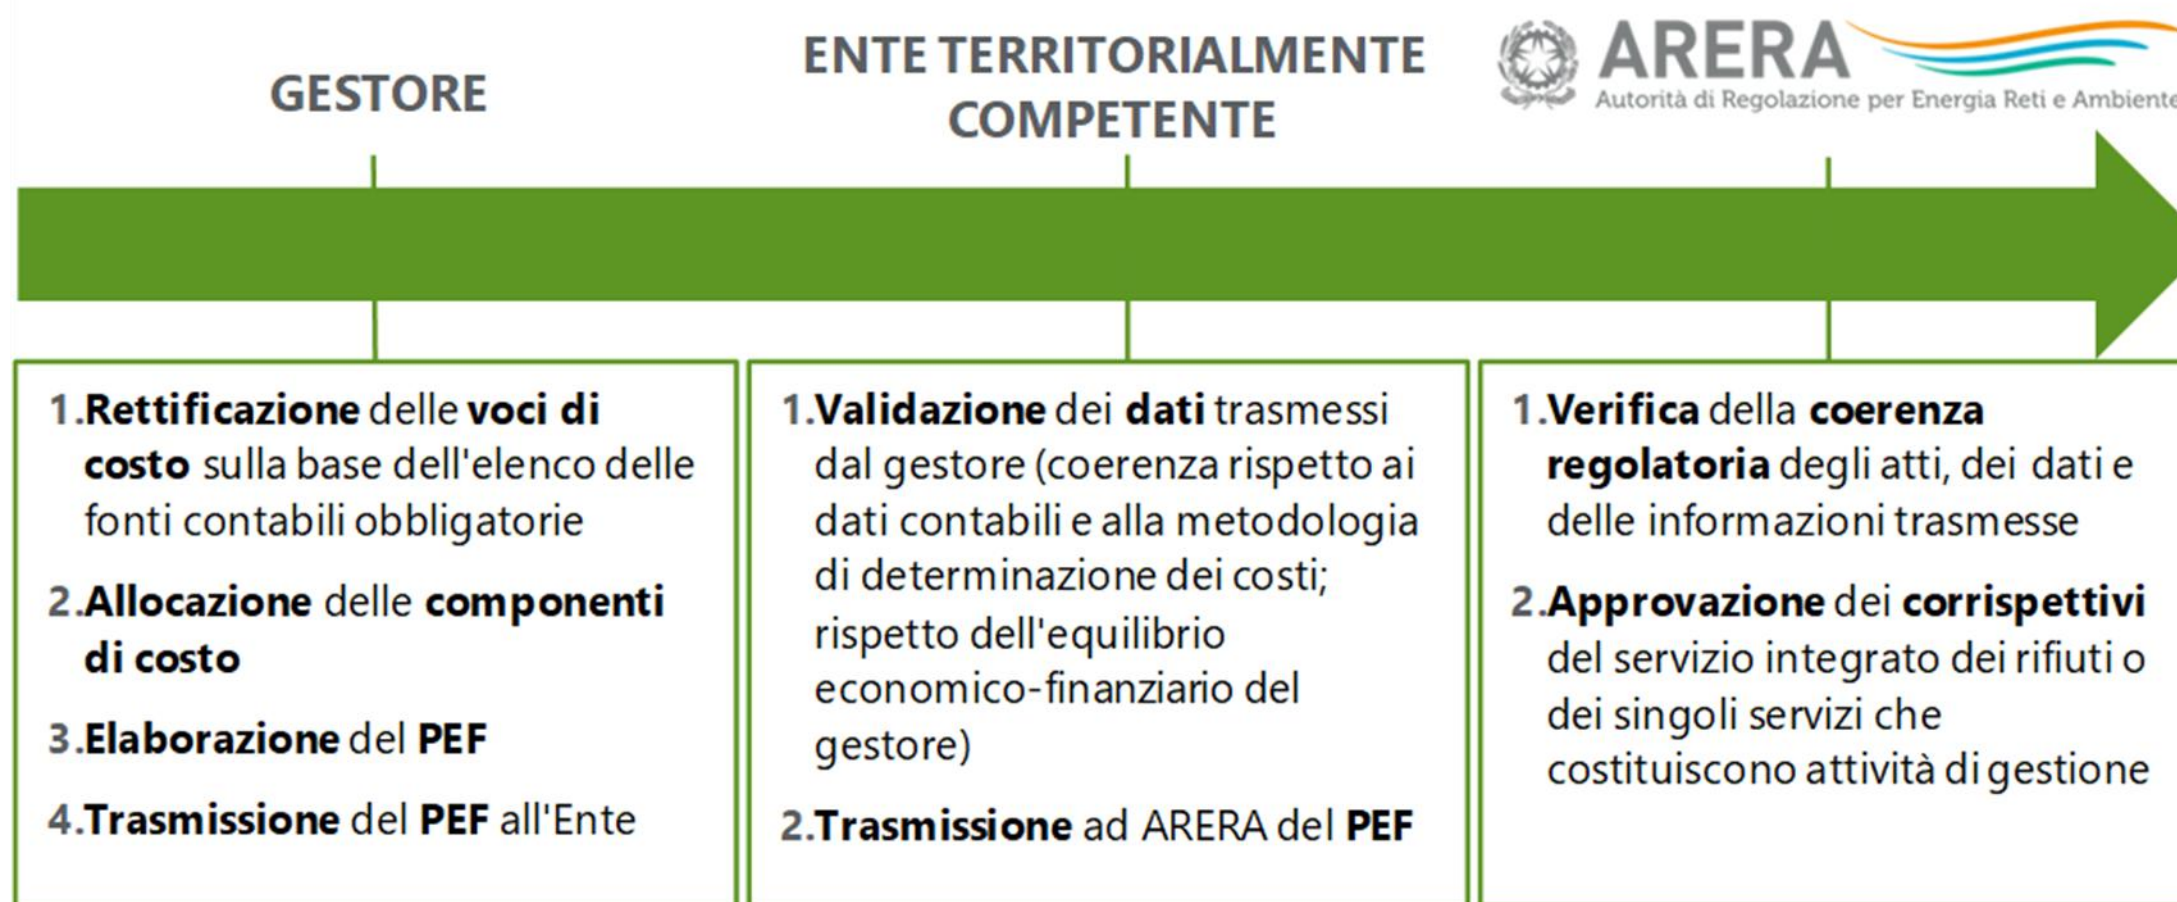 GESTORE
ENTE TERRITORIALMENTE
COMPETENTE
ARERA
Autorità di Regolazione per Energia Reti e Ambiente
1.Rettificazione delle voci di
costo sulla base dell'elenco delle
fonti contabili obbligatorie
2.Allocazione delle componenti
di costo
3.Elaborazione del PEF
4.Trasmissione del PEF all'Ente
1.Validazione dei dati trasmessi
dal gestore (coerenza rispetto ai
dati contabili e alla metodologia
di determinazione dei costi;
rispetto dell'equilibrio
economico-finanziario del
gestore)
2.Trasmissione ad ARERA del PEF
1.Verifica della coerenza
regolatoria degli atti, dei dati e
delle informazioni trasmesse
2.Approvazione dei corrispettivi
del servizio integrato dei rifiuti o
dei singoli servizi che
costituiscono attività di gestione